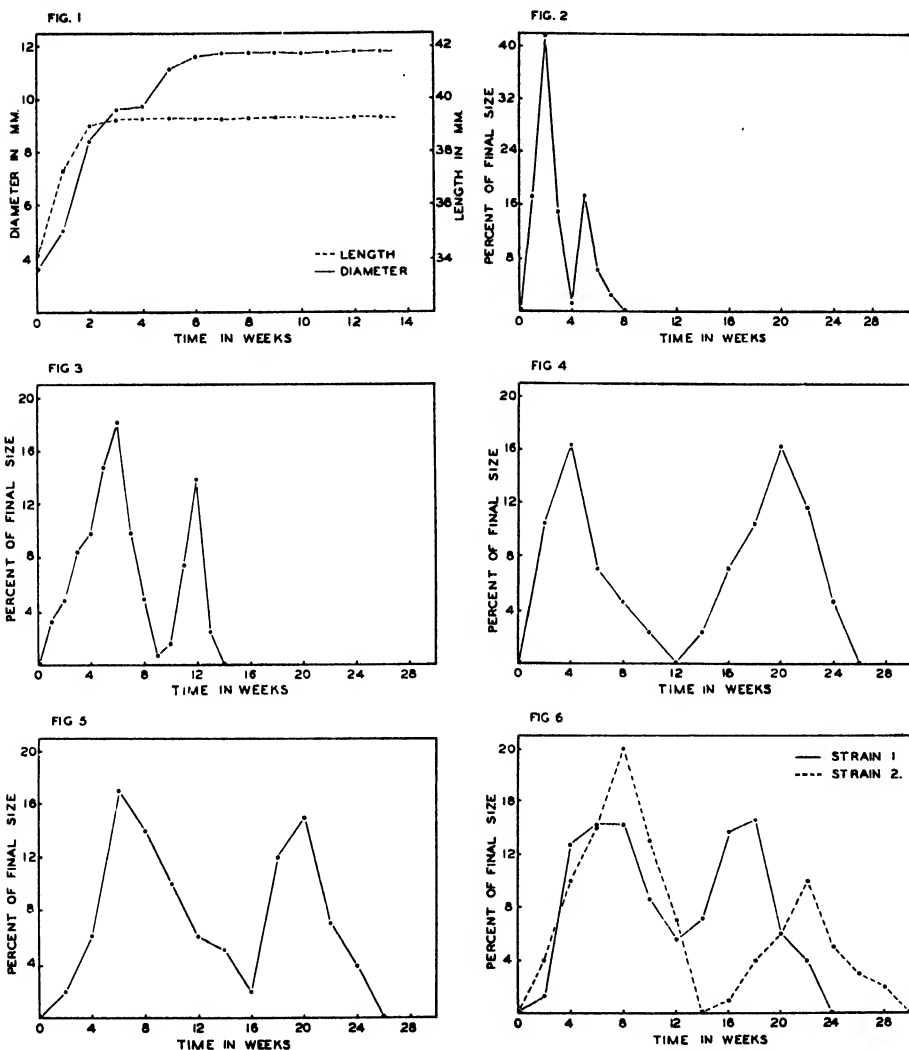 FIG. 1
12
10
8
6
4
DIAMETER IN MM.
42
40
38
36
34
LENGTH IN MM.
LENGTH
DIAMETER
0 2 4 6 8 10 12 14
TIME IN WEEKS
FIG. 2
40
32
24
16
8
PERCENT OF FINAL SIZE
0 4 8 12 16 20 24 28
TIME IN WEEKS
FIG 3
20
16
12
8
4
PERCENT OF FINAL SIZE
0 4 8 12 16 20 24 28
TIME IN WEEKS
FIG 4
20
16
12
8
4
PERCENT OF FINAL SIZE
0 4 8 12 16 20 24 28
TIME IN WEEKS
FIG 5
20
16
12
8
4
PERCENT OF FINAL SIZE
0 4 8 12 16 20 24 28
TIME IN WEEKS
FIG 6
20
16
12
8
4
PERCENT OF FINAL SIZE
STRAIN 1
STRAIN 2.
0 4 8 12 16 20 24 28
TIME IN WEEKS